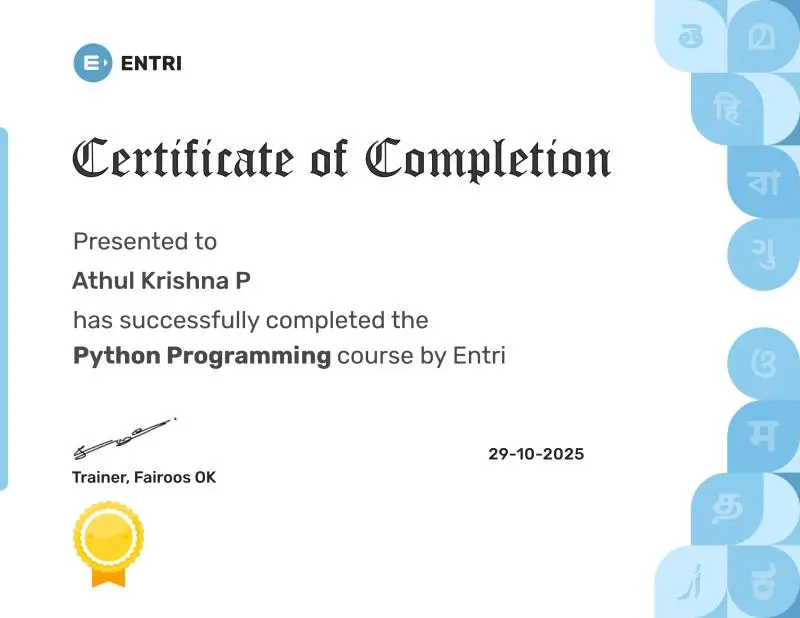 ENTRI
Certificate of Completion
Presented to
Athul Krishna P
has successfully completed the
Python Programming course by Entri
29-10-2025
Trainer, Fairoos OK
తె
മ
हि
বা
ગુ
ଓ
म
த
ಕ